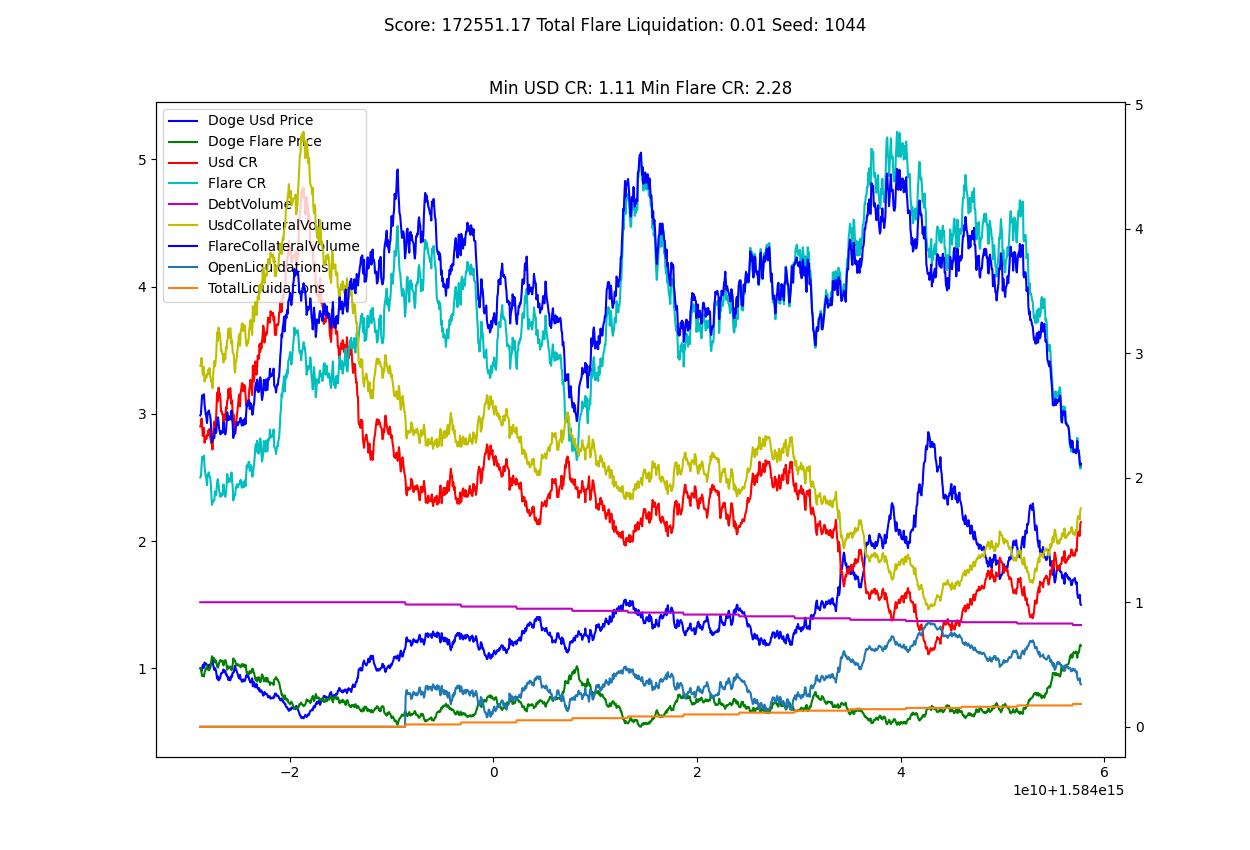 Score: 172551.17 Total Flare Liquidation: 0.01 Seed: 1044
Min USD CR: 1.11 Min Flare CR: 2.28
Doge Usd Price
Doge Flare Price
Usd CR
Flare CR
DebtVolume
UsdCollateralVolume
FlareCollateralVolume
OpenLiquidations
TotalLiquidations
5
4
3
2
1
5
4
3
2
1
0
−2
0
2
4
6
1e10+1.584e15